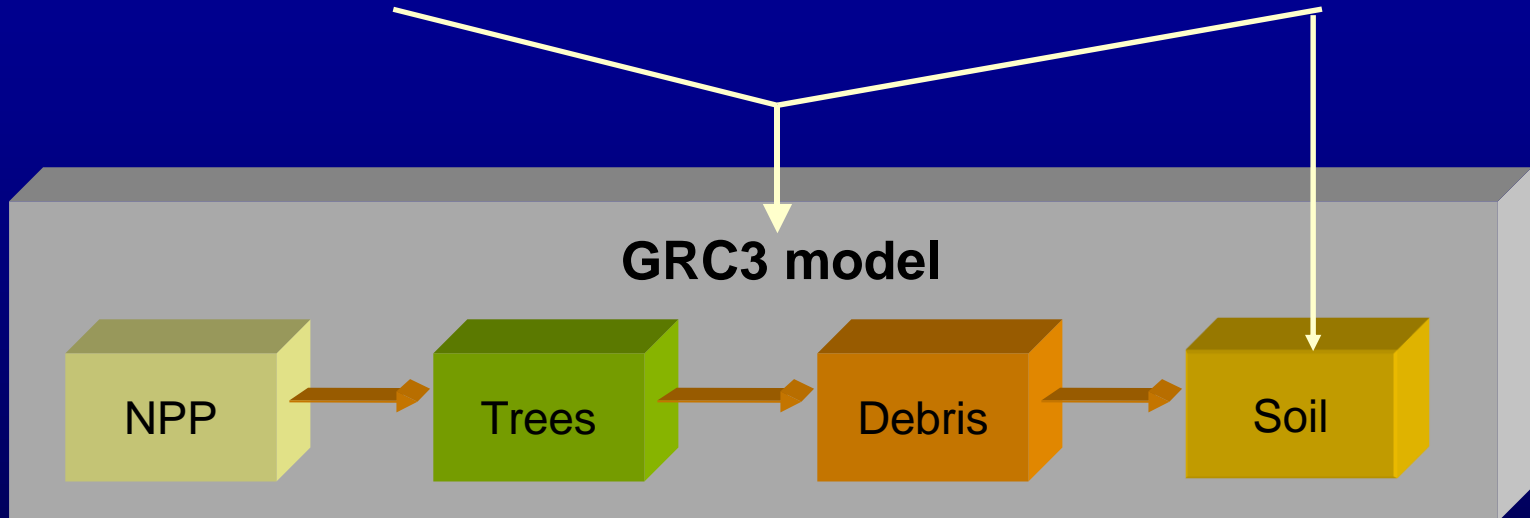 GRC3 model
NPP
Trees
Debris
Soil